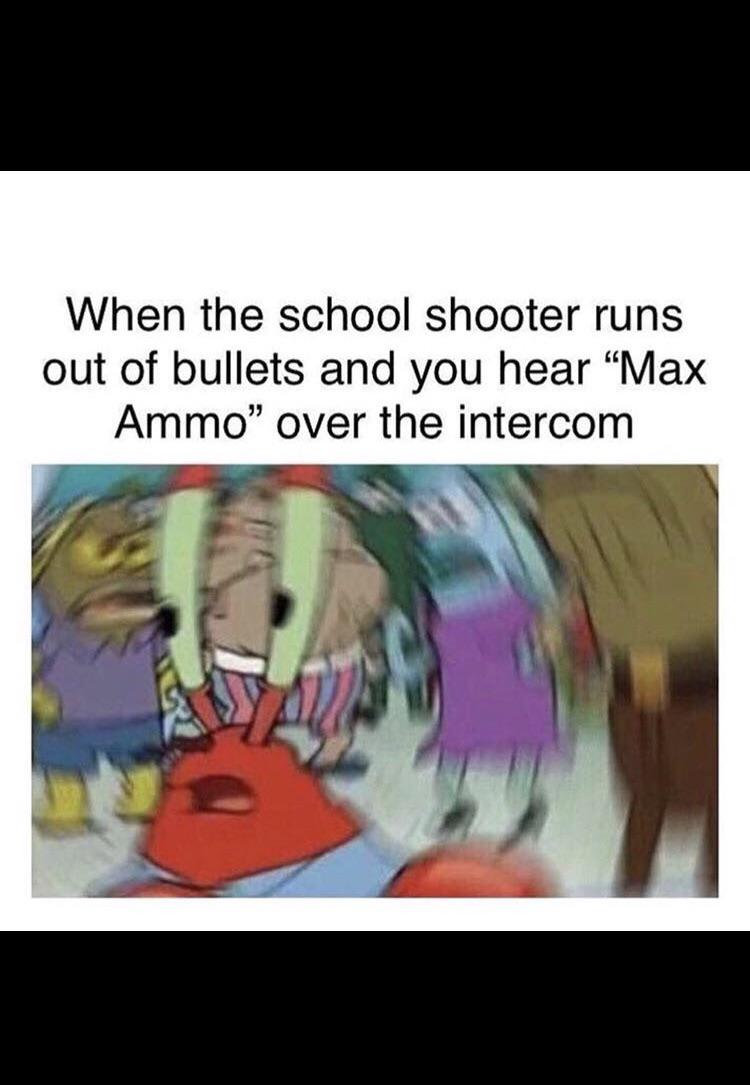 When the school shooter runs
out of bullets and you hear “Max
Ammo” over the intercom